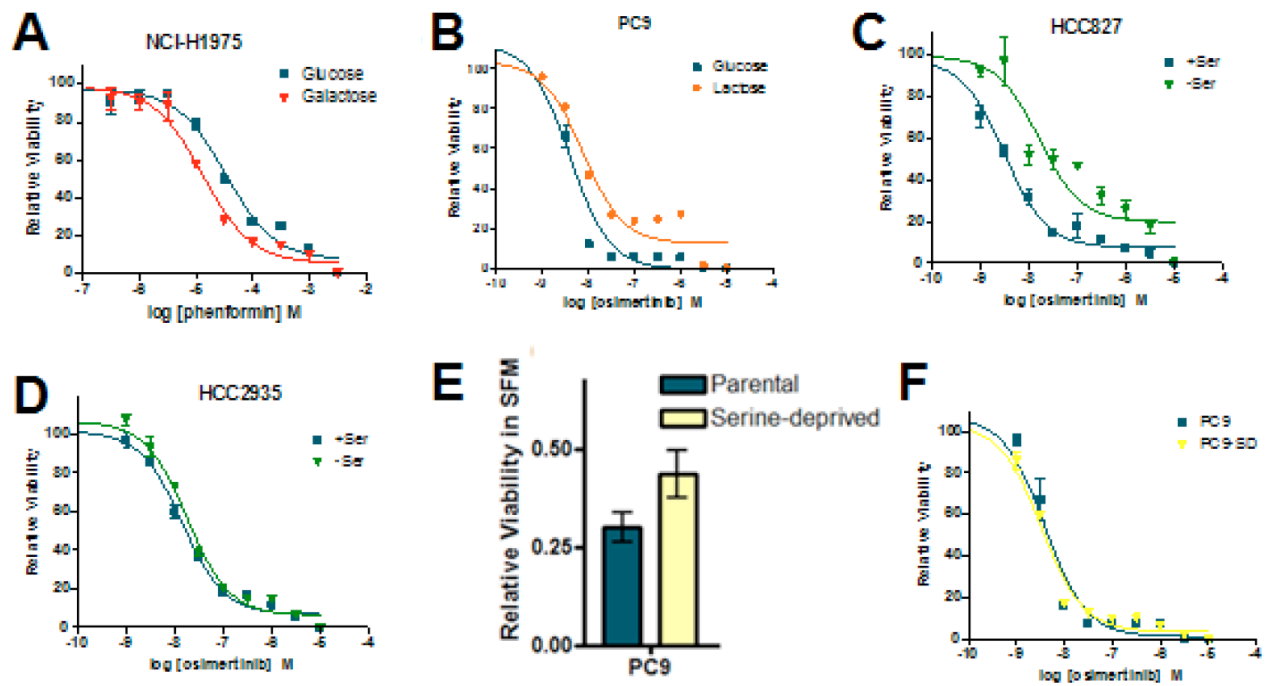 A
NCI-H1975
Glucose
Galactose
Relative Viability
100
80
60
40
20
0
-7
-6
-5
-4
-3
-2
log [phenformin] M
B
PC9
Glucose
Lactose
Relative Viability
100
80
60
40
20
0
-10
-9
-8
-7
-6
-5
-4
log [osimertinib] M
C
HCC827
+Ser
-Ser
Relative Viability
100
80
60
40
20
0
-10
-9
-8
-7
-6
-5
-4
log [osimertinib] M
D
HCC2935
+Ser
-Ser
Relative Viability
100
80
60
40
20
0
-10
-9
-8
-7
-6
-5
-4
log [osimertinib] M
E
Parental
Serine-deprived
Relative Viability in SFM
0.50
0.25
0.00
PC9
F
PC9
PC9-SD
Relative Viability
100
80
60
40
20
0
-10
-9
-8
-7
-6
-5
-4
log [osimertinib] M